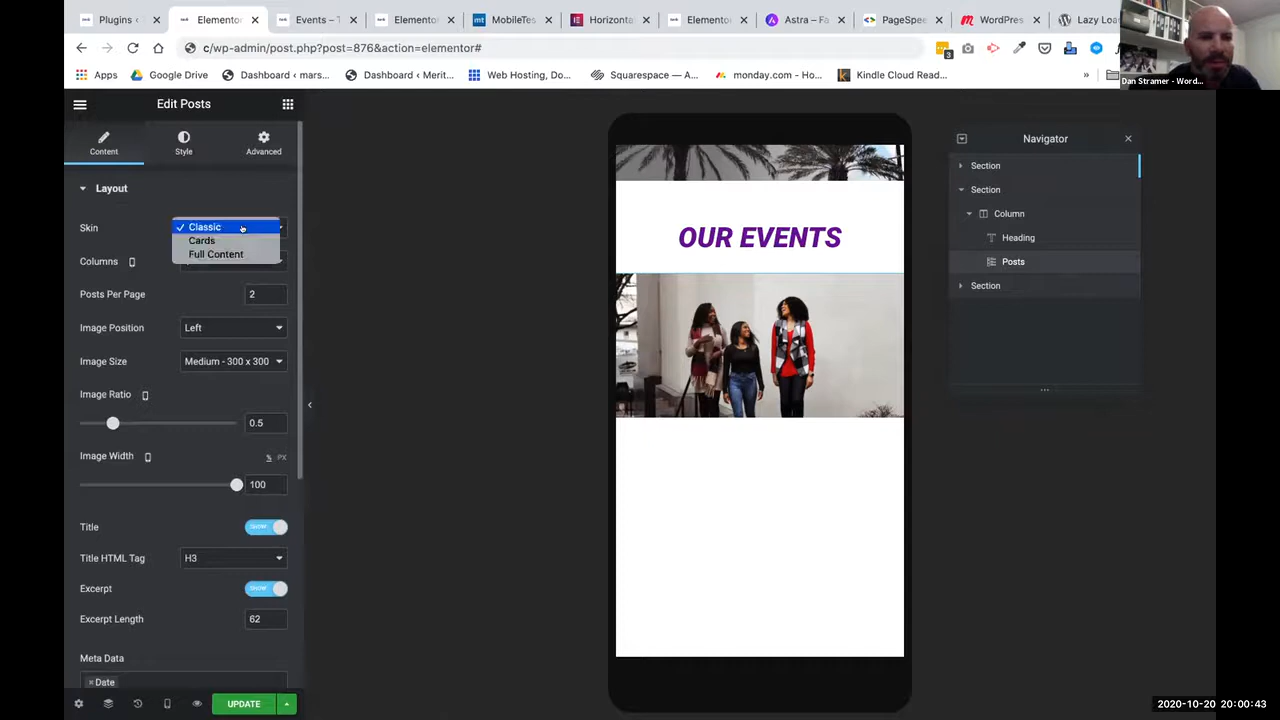 Plugins ‹
Elementor
Events – T
Elementor
MobileTes
Horizonta
Elementor
Astra – Fa
PageSpee
WordPres
Lazy Loa
c/wp-admin/post.php?post=876&action=elementor#
3
Apps
Google Drive
Dashboard ‹ mars...
Dashboard ‹ Merit...
Web Hosting, Do...
Squarespace — A...
monday.com - Ho...
Kindle Cloud Read...
»
Dan Stramer - Word...
Edit Posts
Content
Style
Advanced
Layout
Skin
Classic
Cards
Full Content
Columns
Posts Per Page
2
Image Position
Left
Image Size
Medium - 300 x 300
Image Ratio
0.5
Image Width
% PX
100
Title
SHOW
Title HTML Tag
H3
Excerpt
SHOW
Excerpt Length
62
Meta Data
× Date
UPDATE
OUR EVENTS
Navigator
Section
Section
Column
Heading
Posts
Section
2020-10-20 20:00:43